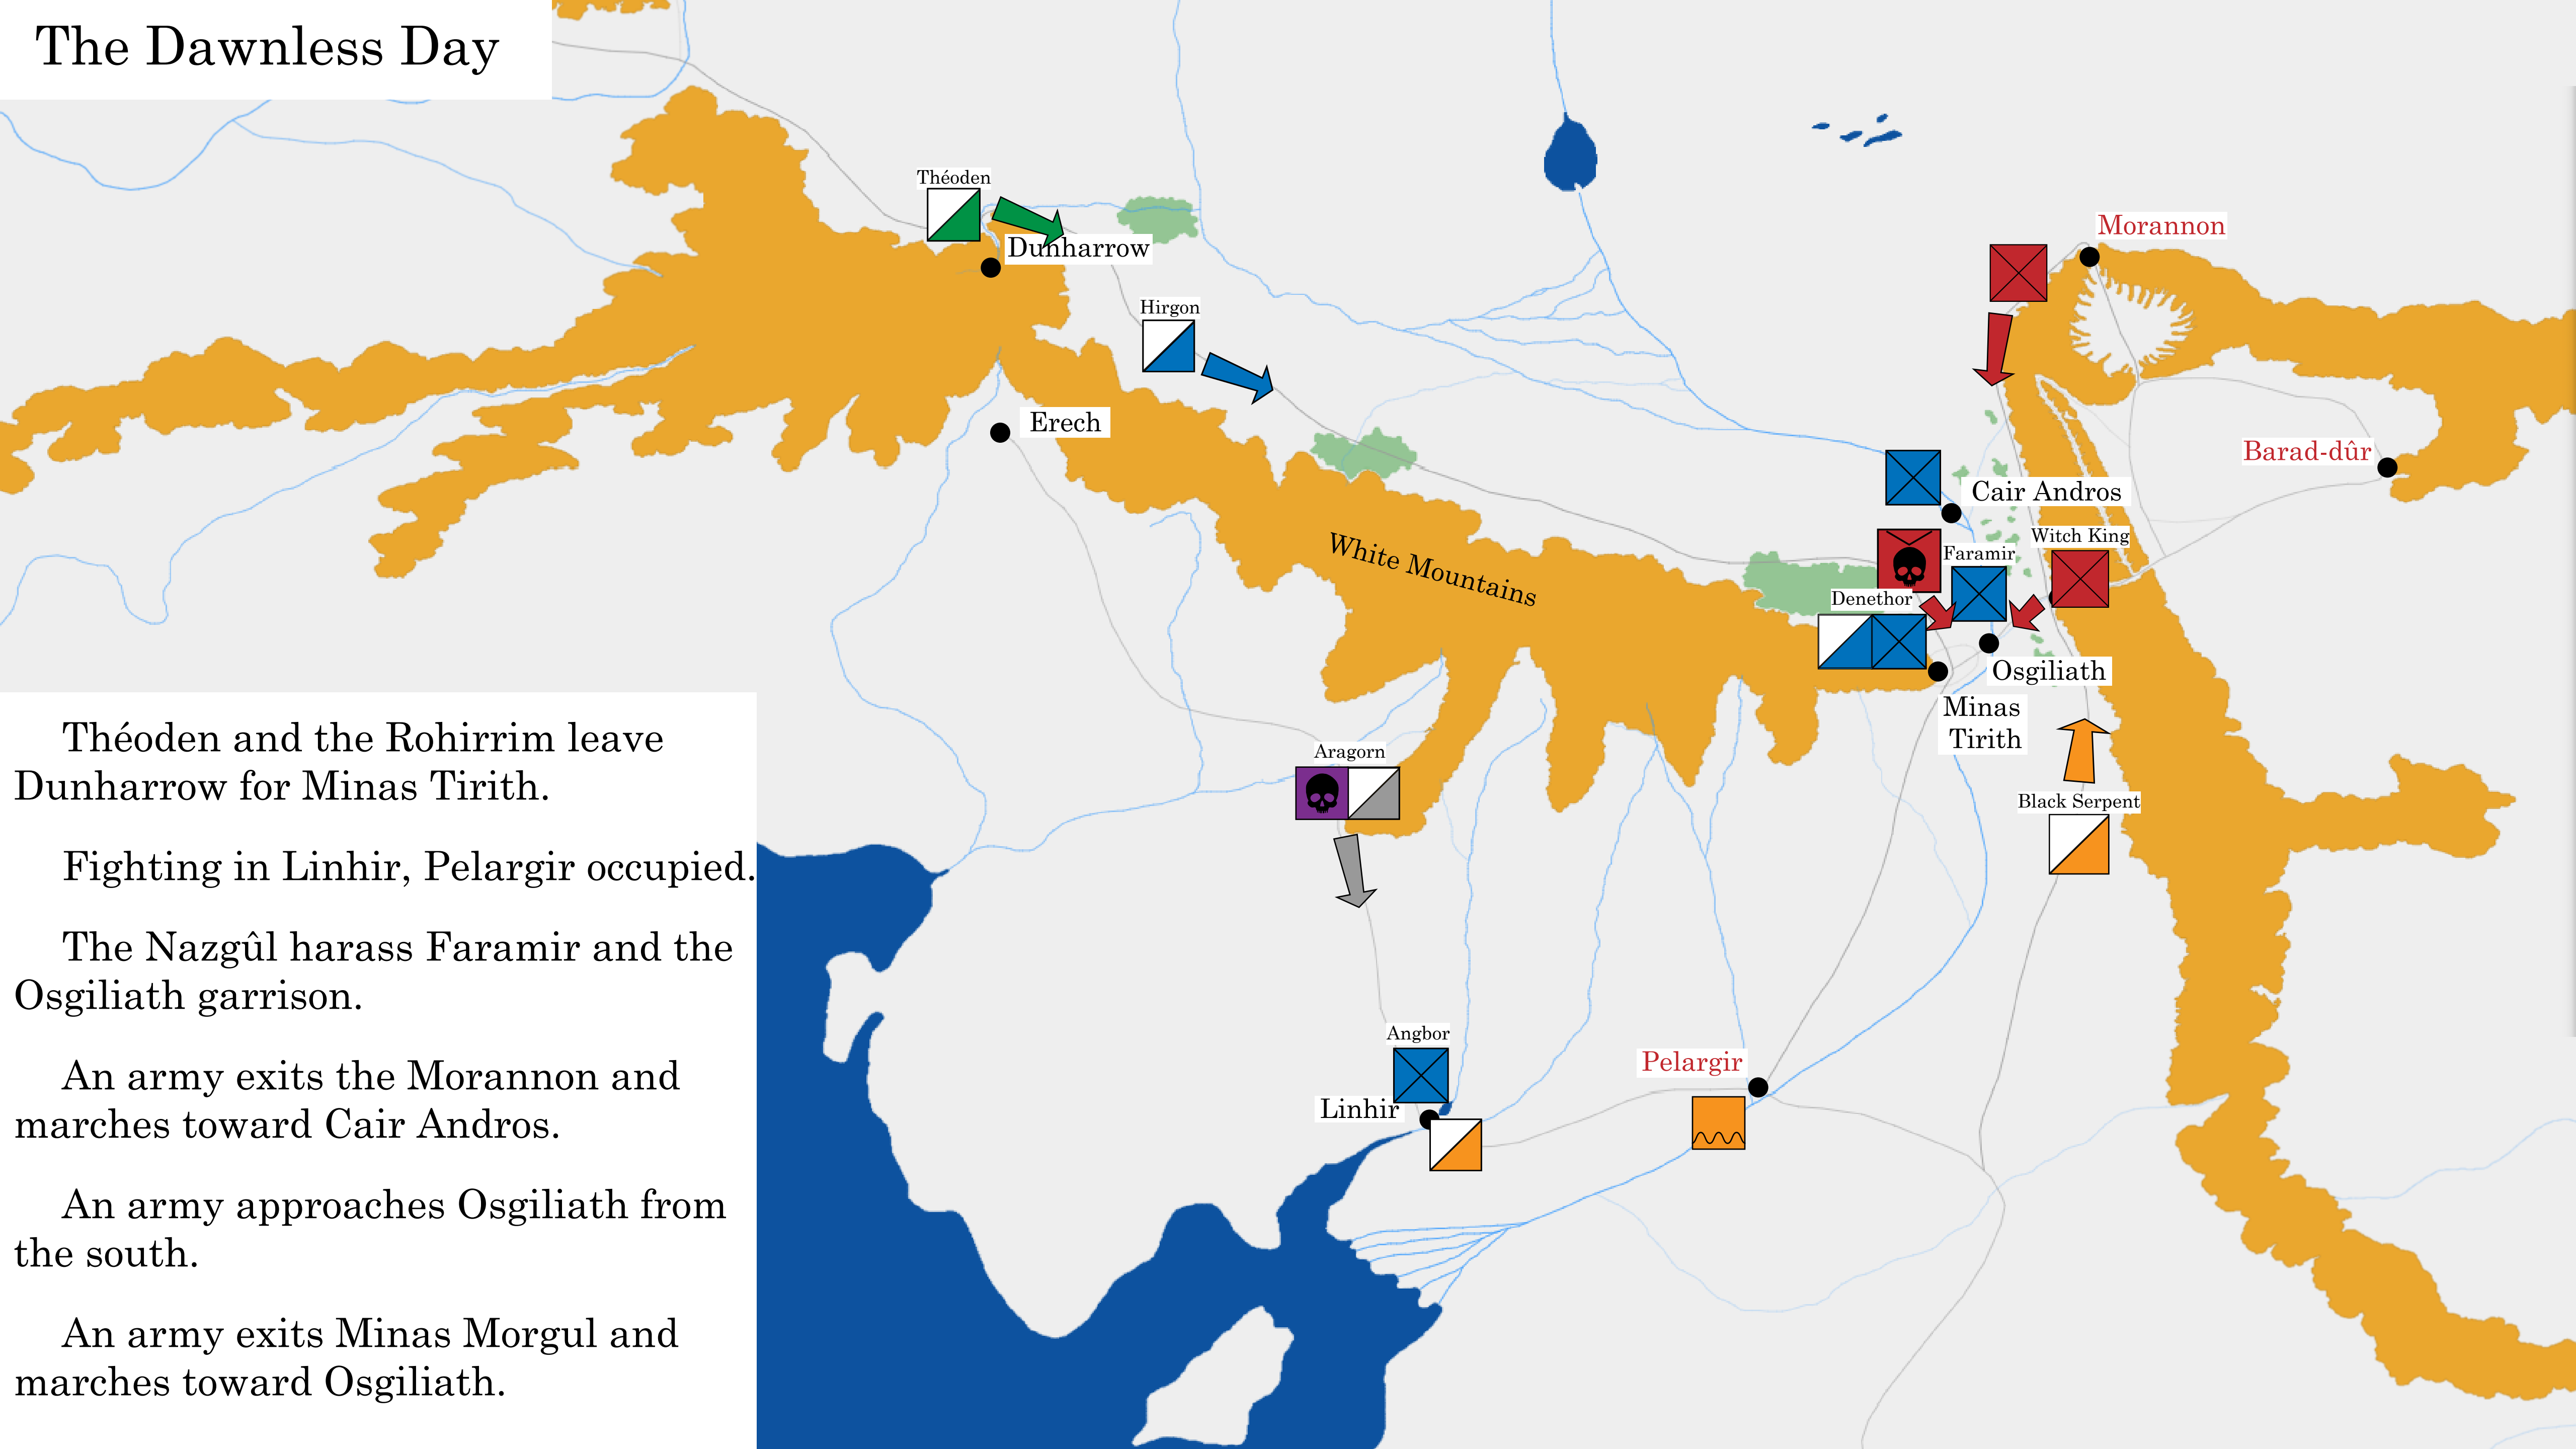 The Dawnless Day
Théoden
Dunharrow
Hirgon
Erech
White Mountains
Morannon
Barad-dûr
Cair Andros
Witch King
Faramir
Denethor
Osgiliath
Minas
Tirith
Black Serpent
Aragorn
Angbor
Linhir
Pelargir
Théoden and the Rohirrim leave
Dunharrow for Minas Tirith.
Fighting in Linhir, Pelargir occupied.
The Nazgûl harass Faramir and the
Osgiliath garrison.
An army exits the Morannon and
marches toward Cair Andros.
An army approaches Osgiliath from
the south.
An army exits Minas Morgul and
marches toward Osgiliath.